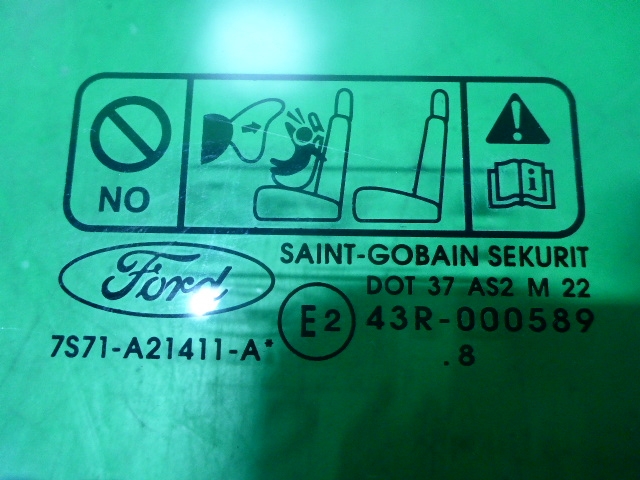 NO
Ford
SAINT-GOBAIN SEKURIT
DOT 37 AS2 M 22
E2
43R-000589
7S71-A21411-A*
.8